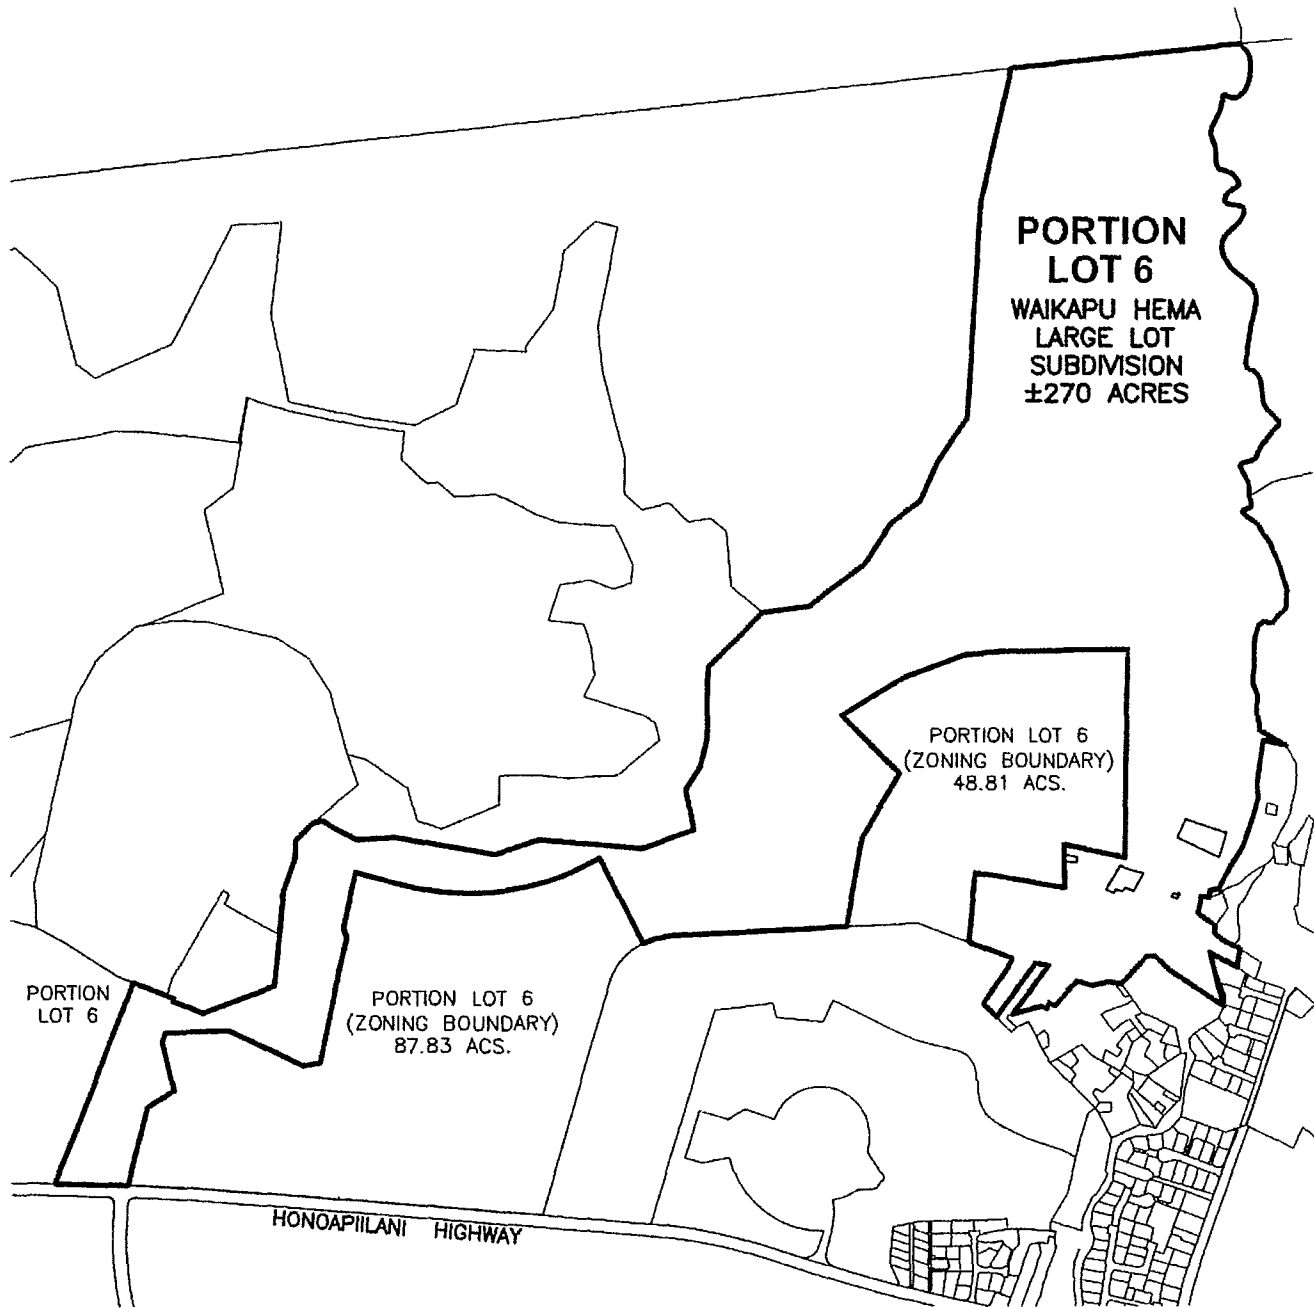 PORTION
LOT 6
WAIKAPU HEMA
LARGE LOT
SUBDIVISION
±270 ACRES
PORTION LOT 6
(ZONING BOUNDARY)
48.81 ACS.
PORTION
LOT 6
PORTION LOT 6
(ZONING BOUNDARY)
87.83 ACS.
HONOAPIILANI HIGHWAY